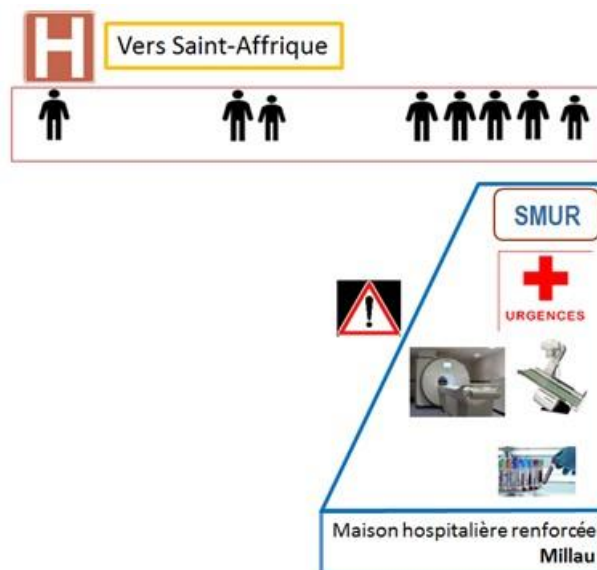 H
Vers Saint-Affrique
SMUR
URGENCES
Maison hospitalière renforcée
Millau